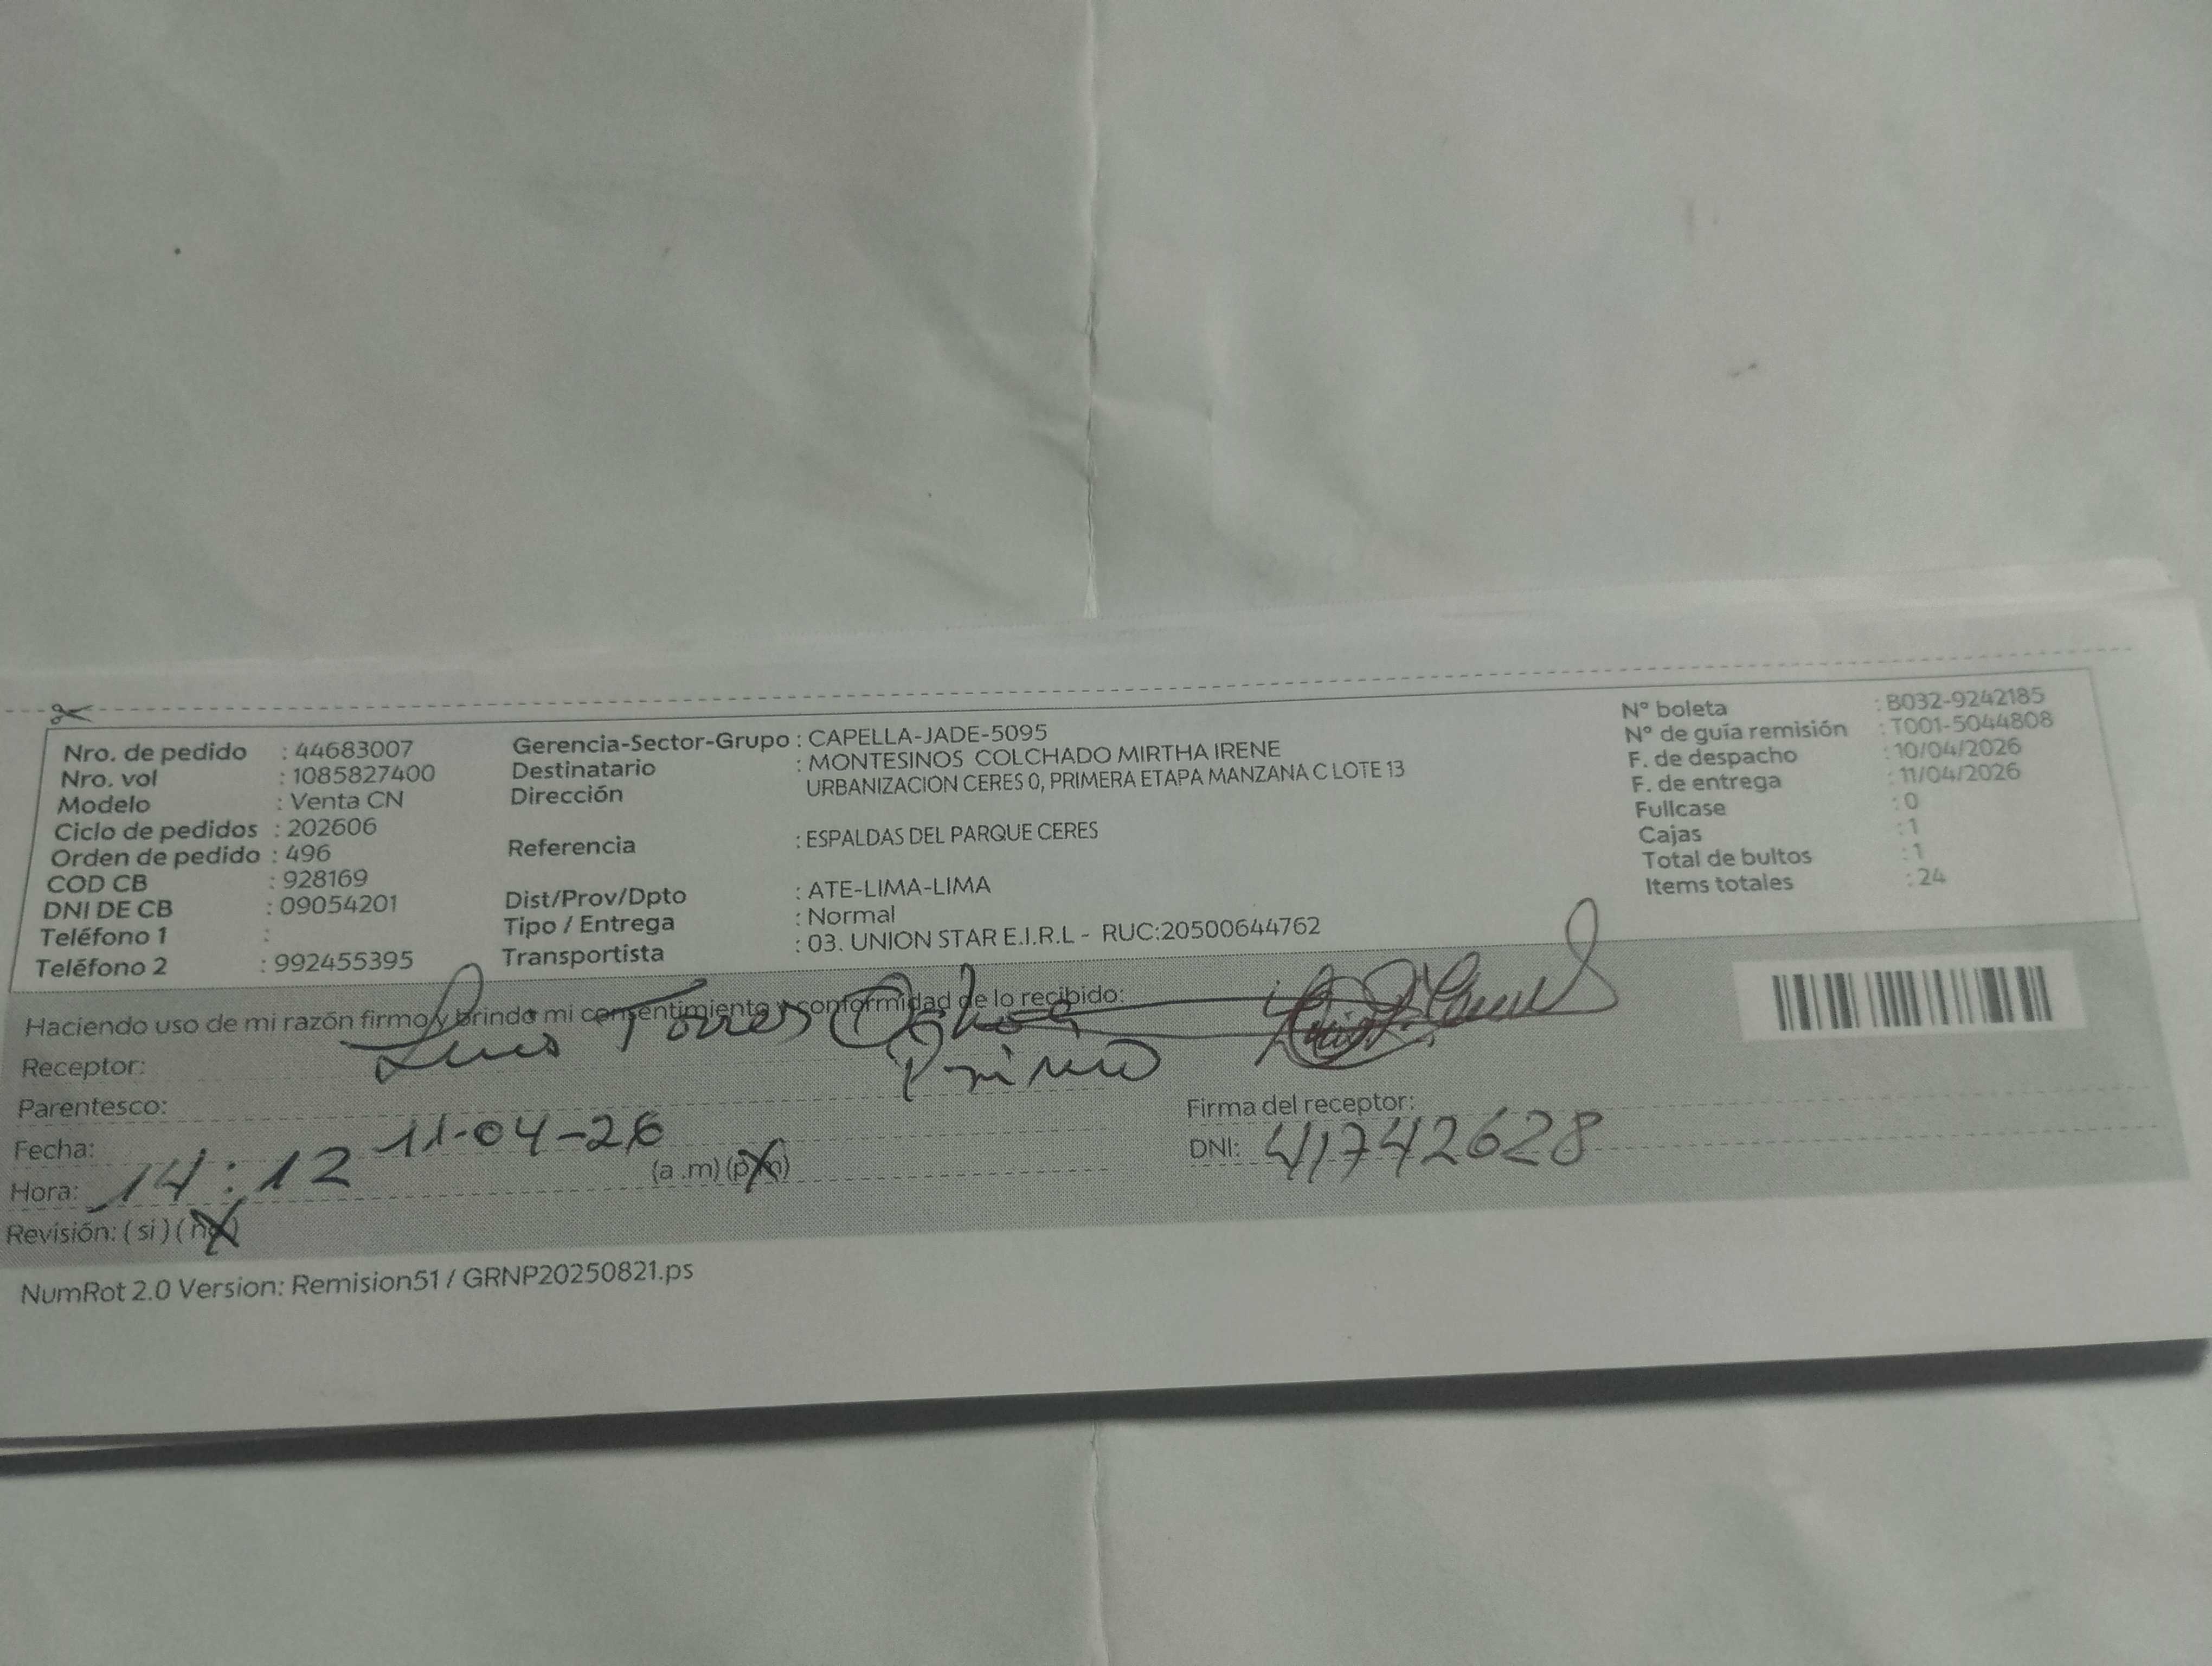 Nro. de pedido : 44683007
Nro. vol : 1085827400
Modelo : Venta CN
Ciclo de pedidos : 202606
Orden de pedido : 496
COD CB : 928169
DNI DE CB : 09054201
Teléfono 1 :
Teléfono 2 : 992455395
Gerencia-Sector-Grupo : CAPELLA-JADE-5095
Destinatario : MONTESINOS COLCHADO MIRTHA IRENE
Dirección URBANIZACION CERES 0, PRIMERA ETAPA MANZANA C LOTE 13
Referencia : ESPALDAS DEL PARQUE CERES
Dist/Prov/Dpto : ATE-LIMA-LIMA
Tipo / Entrega : Normal
Transportista : 03. UNION STAR E.I.R.L - RUC:20500644762
N° boleta : B032-9242185
N° de guía remisión : T001-5044808
F. de despacho : 10/04/2026
F. de entrega : 11/04/2026
Fullcase : 0
Cajas : 1
Total de bultos : 1
Items totales : 24
Haciendo uso de mi razón firmo y brindo mi consentimiento y conformidad de lo recibido:
Receptor: Luis Torres Ochoa
Parentesco: Primo
Fecha: 11-04-26
Hora: 14:12 (a.m) (pm)
Revisión: (si) (no)
Firma del receptor:
DNI: 41742628
NumRot 2.0 Version: Remision51 / GRNP20250821.ps